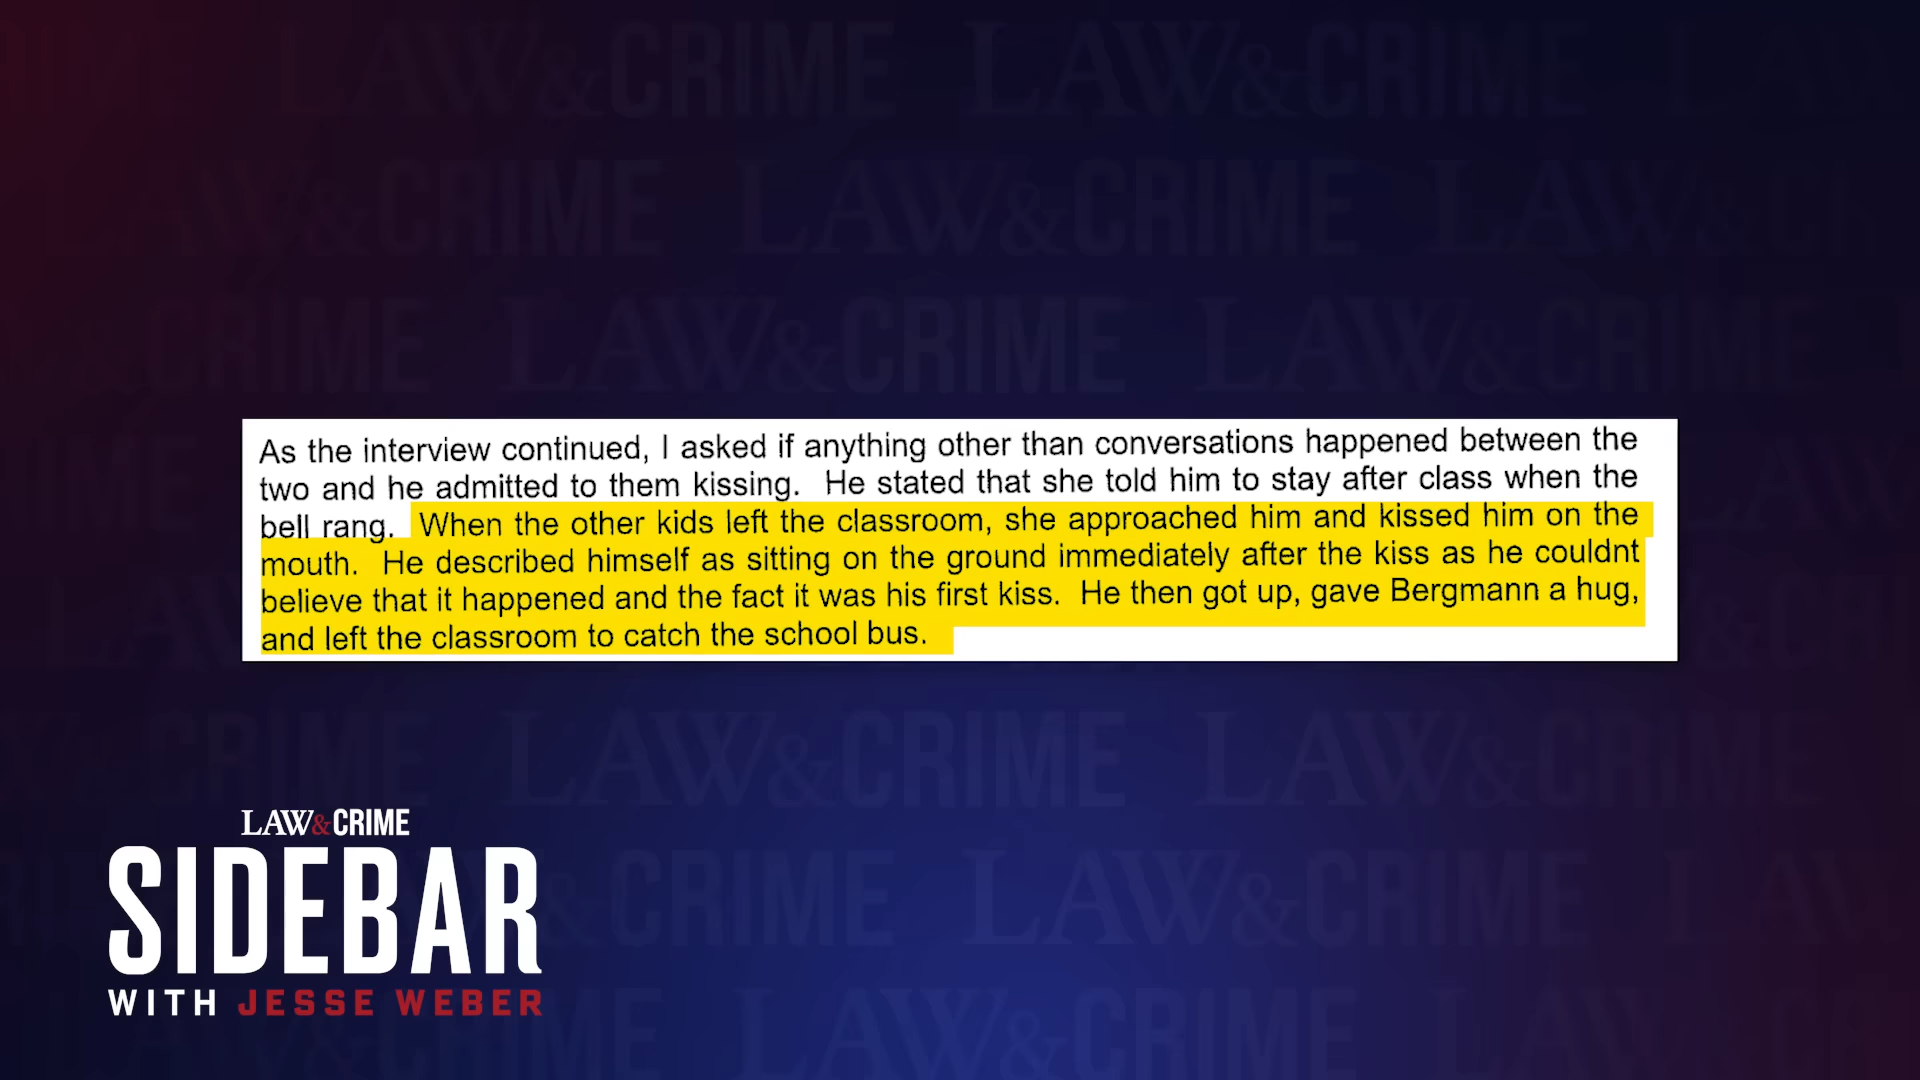 As the interview continued, I asked if anything other than conversations happened between the
two and he admitted to them kissing. He stated that she told him to stay after class when the
bell rang. When the other kids left the classroom, she approached him and kissed him on the
mouth. He described himself as sitting on the ground immediately after the kiss as he couldnt
believe that it happened and the fact it was his first kiss. He then got up, gave Bergmann a hug,
and left the classroom to catch the school bus.
LAW&CRIME
SIDEBAR
WITH JESSE WEBER